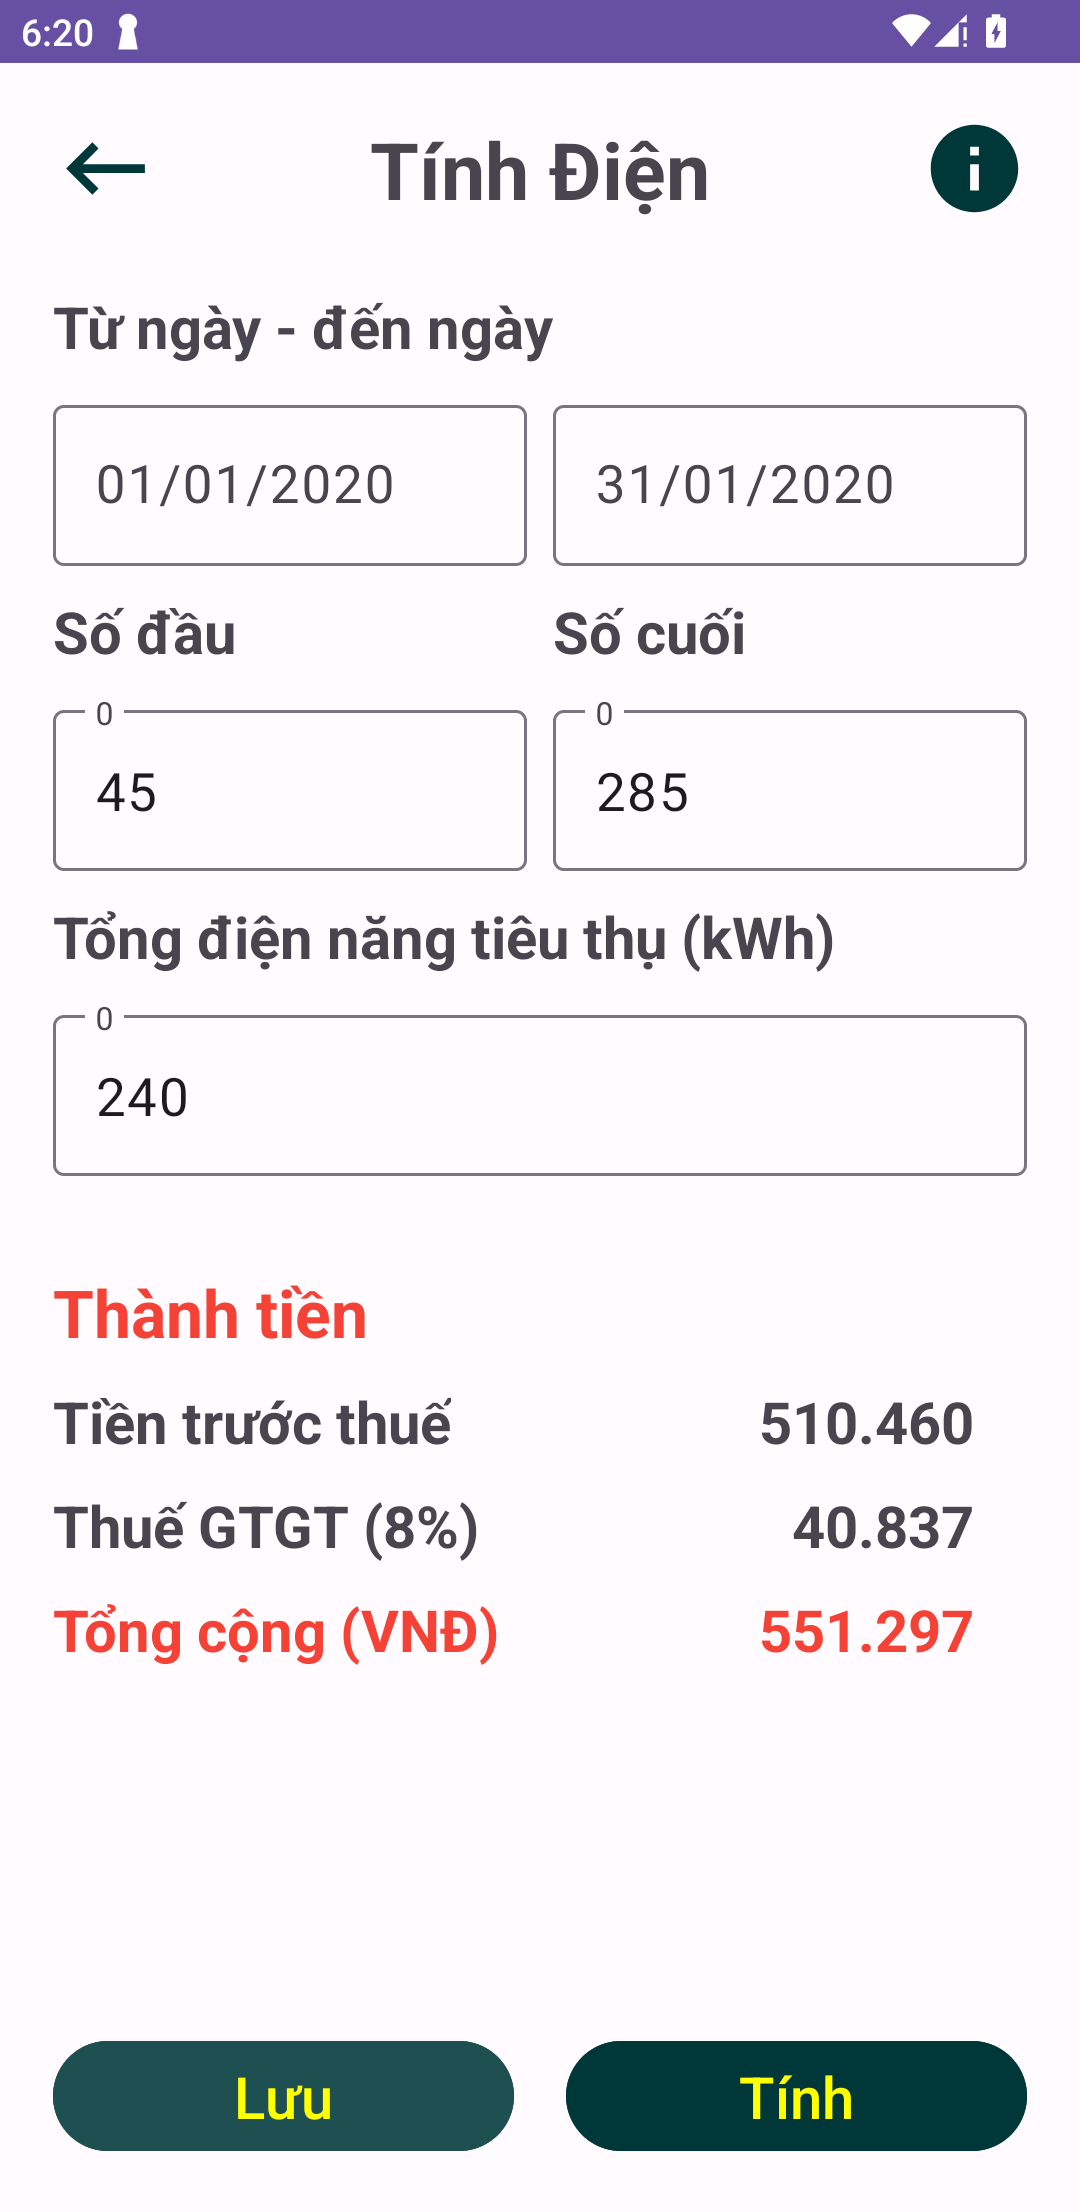 6:20
Tính Điện
Từ ngày - đến ngày
01/01/2020 31/01/2020
Số đầu Số cuối
0 0
45 285
Tổng điện năng tiêu thụ (kWh)
0
240
Thành tiền
Tiền trước thuế 510.460
Thuế GTGT (8%) 40.837
Tổng cộng (VNĐ) 551.297
Lưu Tính